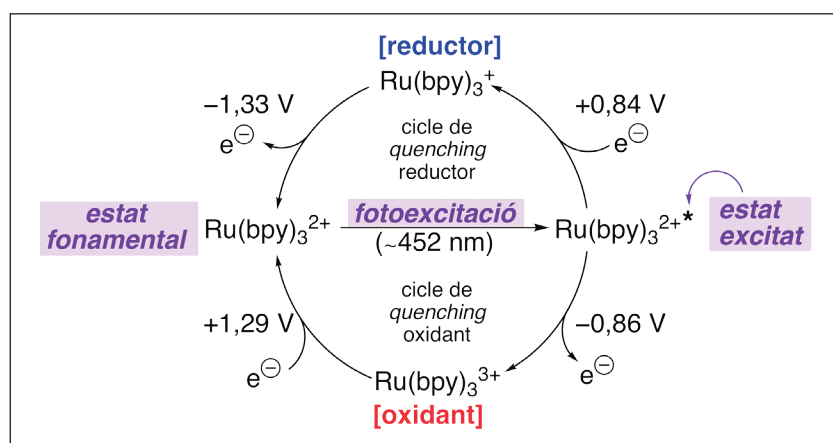 [reductor]
Ru(bpy)₃⁺
−1,33 V
+0,84 V
e⊖
e⊖
cicle de
quenching
reductor
estat
fonamental
Ru(bpy)₃²⁺
fotoexcitació
(~452 nm)
Ru(bpy)₃²⁺*
estat
excitat
cicle de
quenching
oxidant
+1,29 V
−0,86 V
e⊖
e⊖
Ru(bpy)₃³⁺
[oxidant]